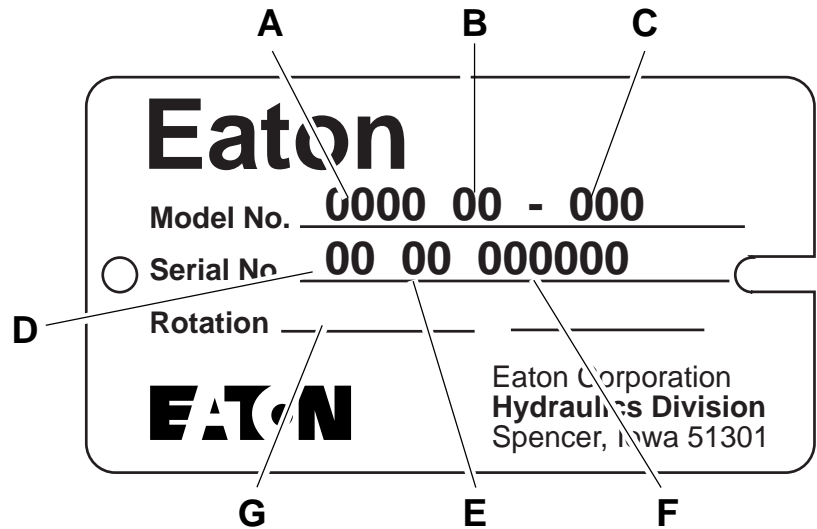 A B C
Eaton
Model No. 0000 00 - 000
Serial No. 00 00 000000
D
Rotation
EATON
Eaton Corporation
Hydraulics Division
Spencer, Iowa 51301
G E F